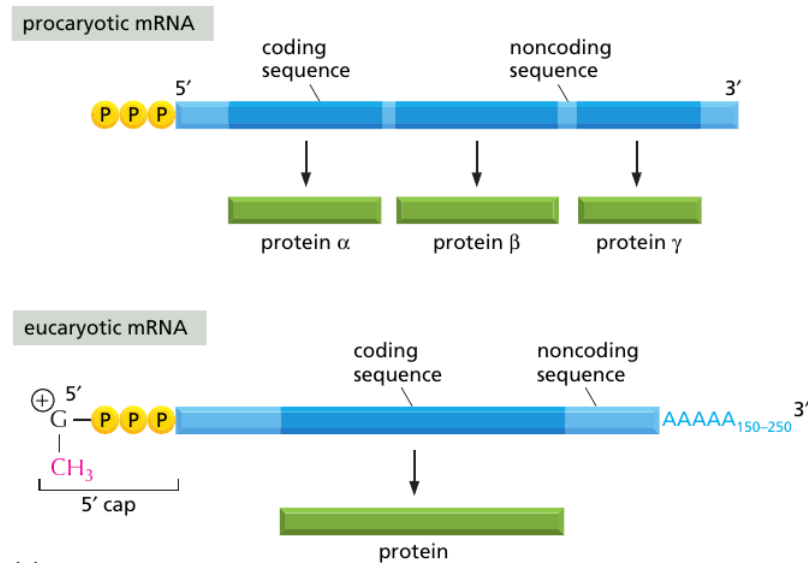 procaryotic mRNA
coding
sequence
noncoding
sequence
5′
3′
P P P
protein α
protein β
protein γ
eucaryotic mRNA
coding
sequence
noncoding
sequence
+
5′
G P P P
AAAAA150–250
3′
CH3
5′ cap
protein